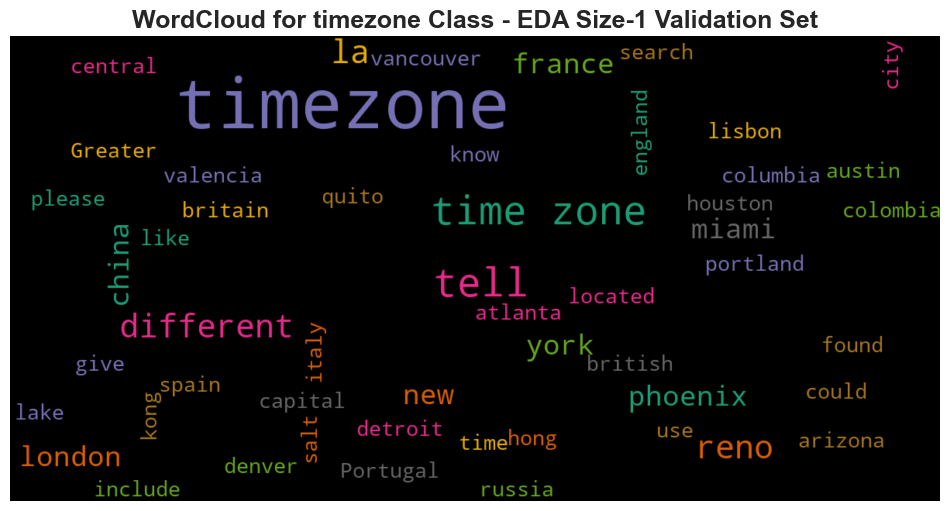 WordCloud for timezone Class - EDA Size-1 Validation Set
central
la
vancouver
france
search
city
timezone
england
lisbon
Greater
know
valencia
columbia
austin
please
britain
quito
time zone
houston
colombia
miami
china
like
portland
tell
located
atlanta
different
italy
york
british
found
give
spain
capital
new
phoenix
could
lake
kong
salt
detroit
time
hong
use
reno
arizona
london
denver
Portugal
include
russia